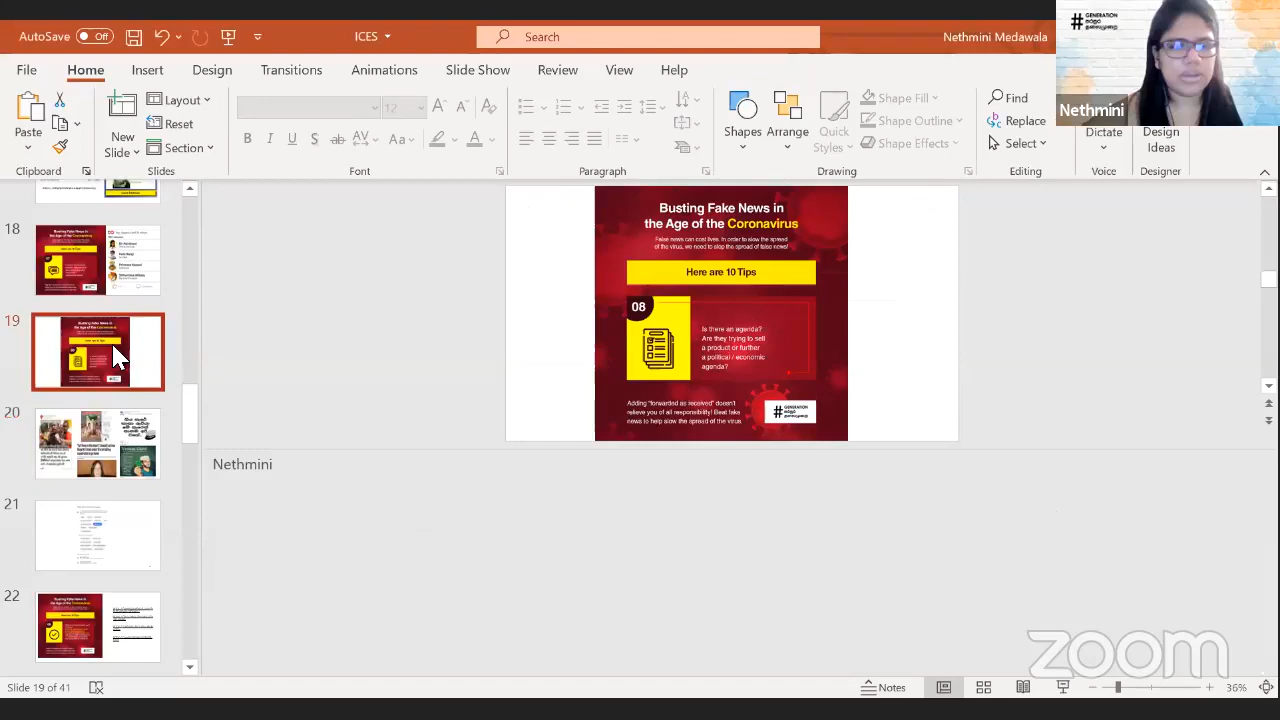 AutoSave Off
ICES
Search
Nethmini Medawala
File Home Insert Design Transitions Animations Slide Show Review View Help
Paste
New
Slide
Layout
Reset
Section
B I U S ab AV Aa A
Shapes
Arrange
Quick
Styles
Shape Fill
Shape Outline
Shape Effects
Find
Replace
Select
Dictate
Design
Ideas
Clipboard
Slides
Font
Paragraph
Drawing
Editing
Voice
Designer
# GENERATION
Nethmini
18
19
20
21
22
Busting Fake News in
the Age of the Coronavirus
Fake news can cost lives. In order to slow the spread
of the virus, we need to stop the spread of false news!
Here are 10 Tips
08
Is there an agenda?
Are they trying to sell
a product or further
a political / economic
agenda?
Adding "forwarded as received" doesn't
relieve you of all responsibility! Beat fake
news to help slow the spread of the virus
# GENERATION
Nethmini
zoom
Slide 19 of 41
Notes
36%